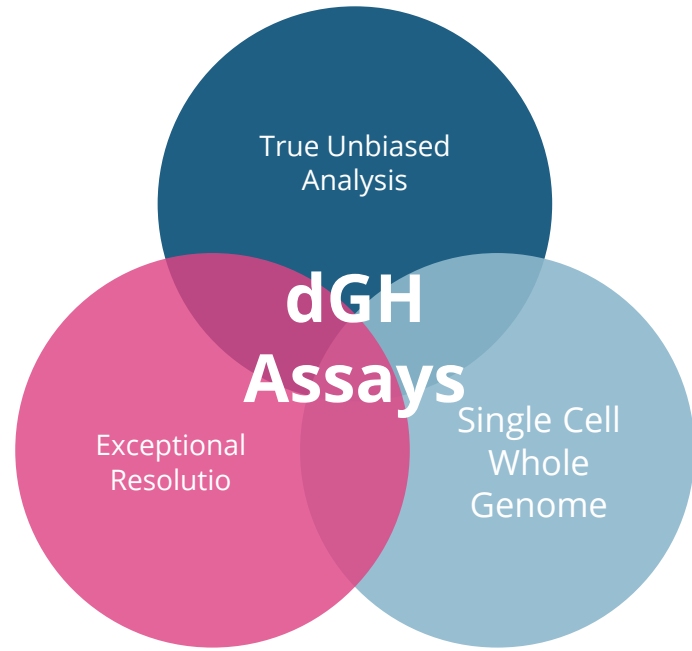 True Unbiased
Analysis
dGH
Assays
Exceptional
Resolutio
Single Cell
Whole
Genome